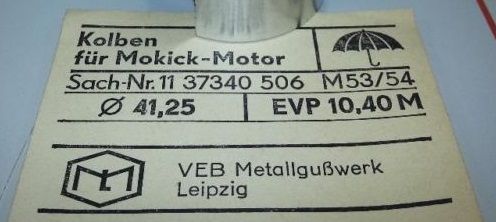 Kolben
für Mokick-Motor
Sach-Nr. 11 37340 506 M53/54
Ø 41,25 EVP 10,40 M
VEB Metallgußwerk
Leipzig